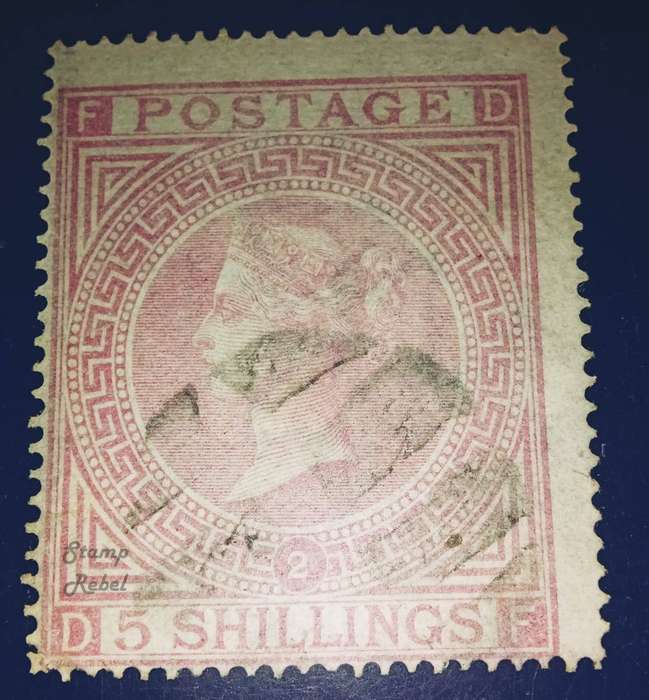 F POSTAGE D
2
Stamp
Rebel
D 5 SHILLINGS F